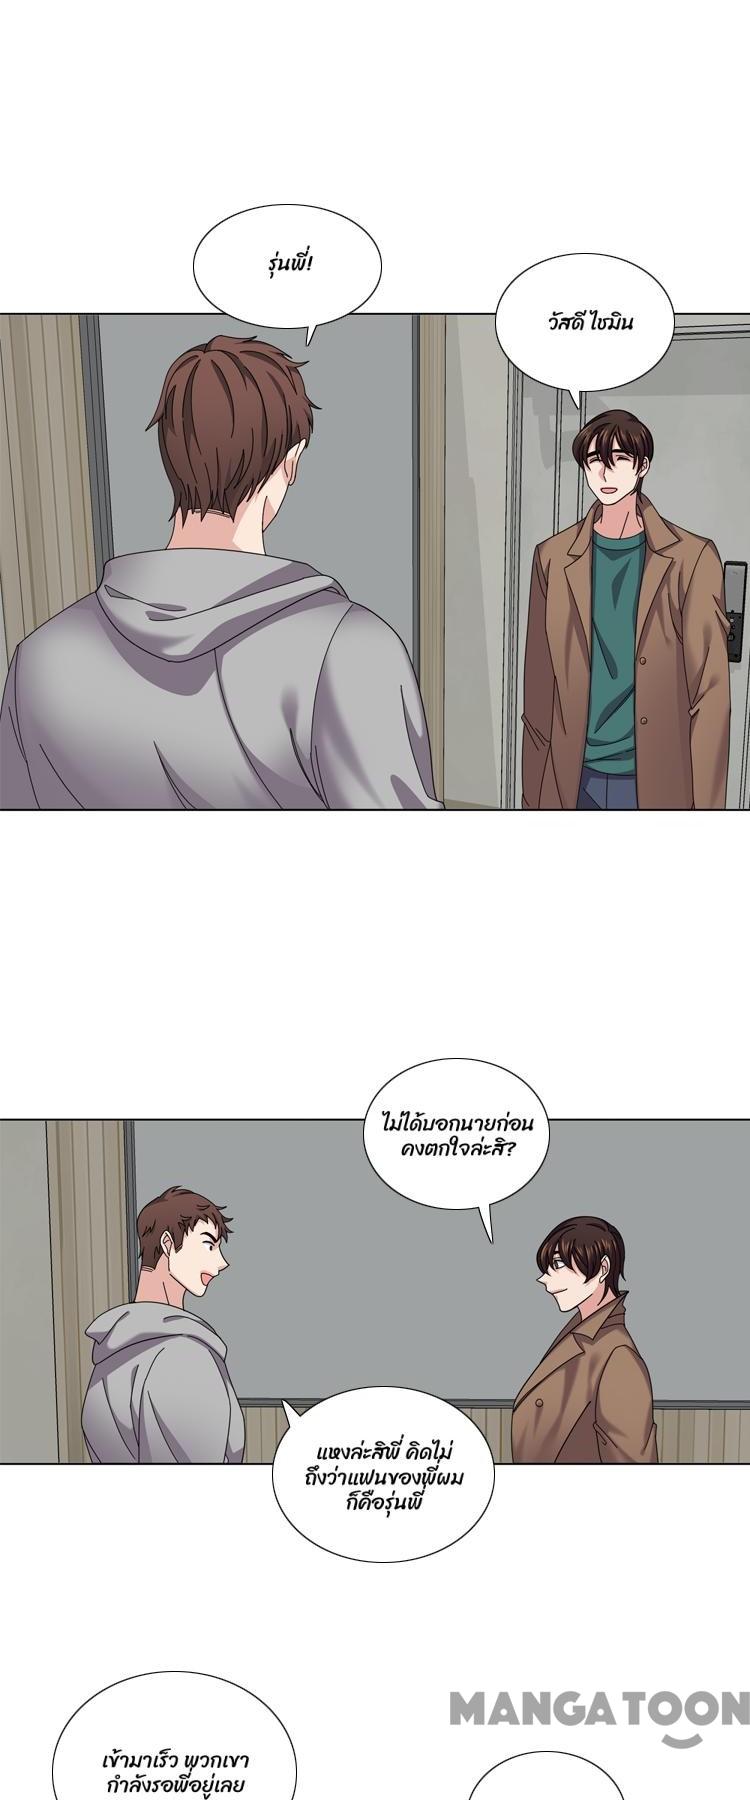 รุ่นพี่!
วัสดี ไชมิน
ไม่ได้บอกนายก่อน
คงตกใจล่ะสิ?
แหงล่ะสิพี่ คิดไม่
ถึงว่าแฟนของพี่ผม
ก็คือรุ่นพี่
MANGATOON
เข้ามาเร็ว พวกเขา
กำลังรอพี่อยู่เลย